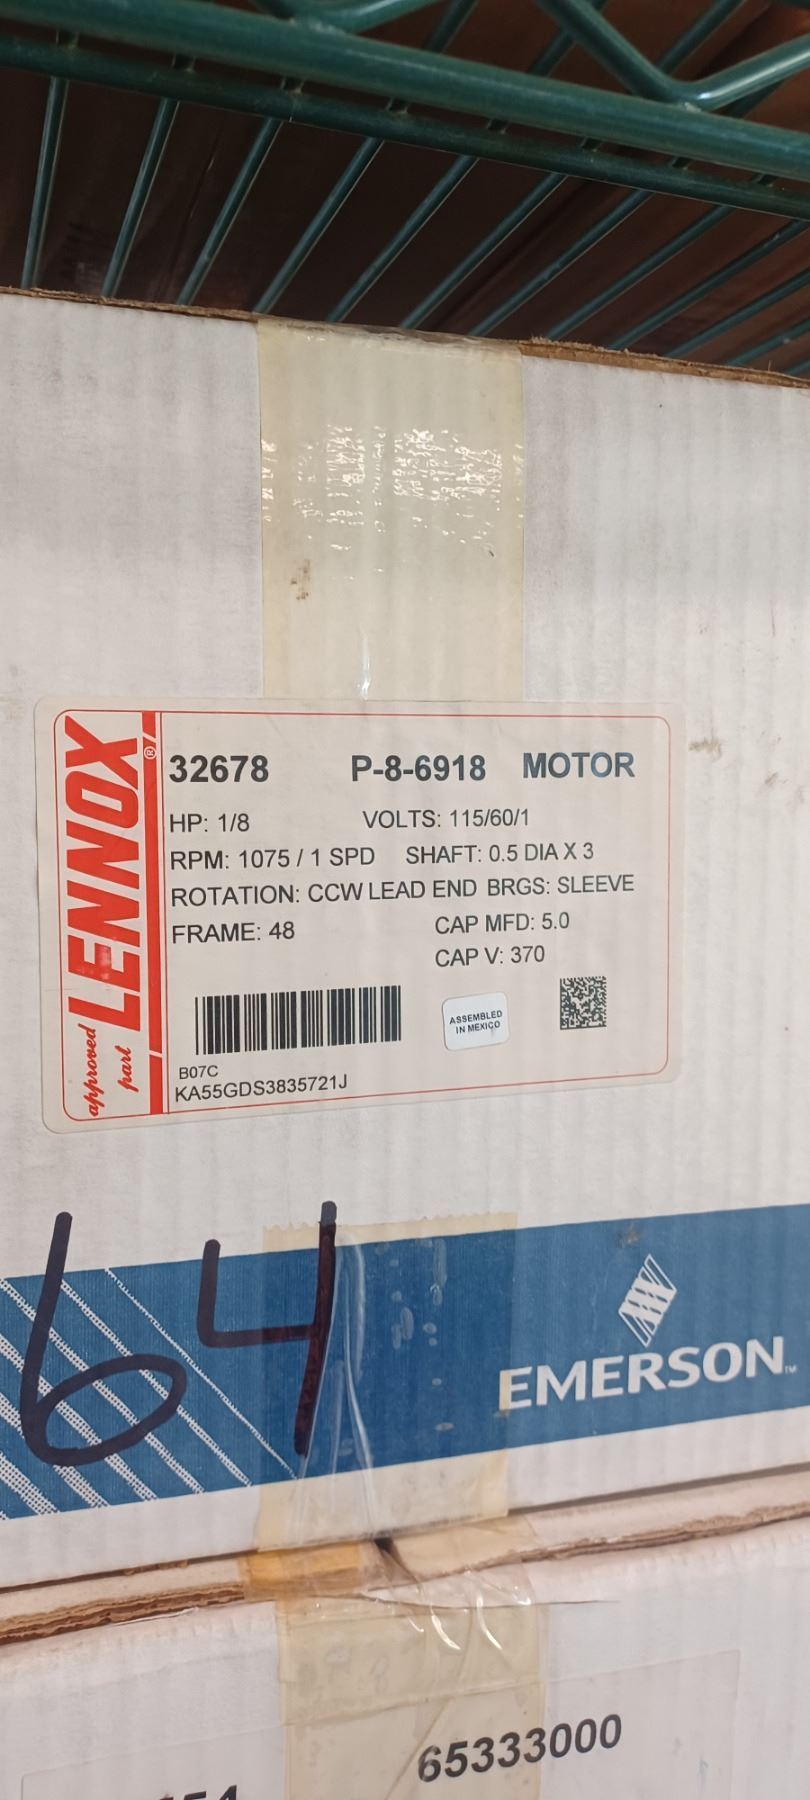 LENNOX®
approved
part
32678 P-8-6918 MOTOR
HP: 1/8 VOLTS: 115/60/1
RPM: 1075 / 1 SPD SHAFT: 0.5 DIA X 3
ROTATION: CCW LEAD END BRGS: SLEEVE
FRAME: 48 CAP MFD: 5.0
CAP V: 370
ASSEMBLED
IN MEXICO
B07C
KA55GDS3835721J
64
EMERSON™
65333000